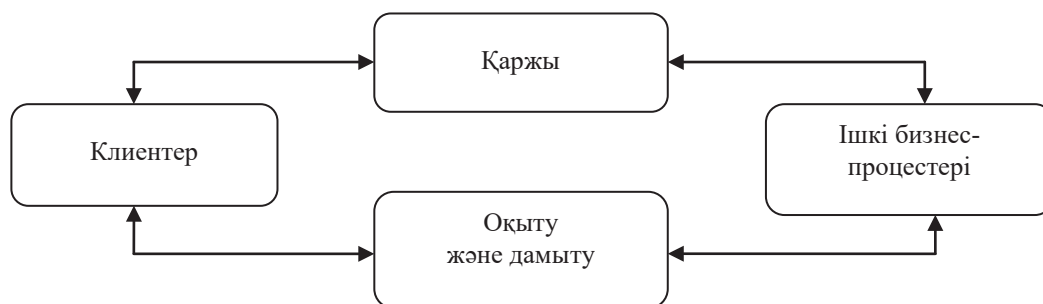 Қаржы
Клиентер
Ішкі бизнес-
процестері
Оқыту
және дамыту